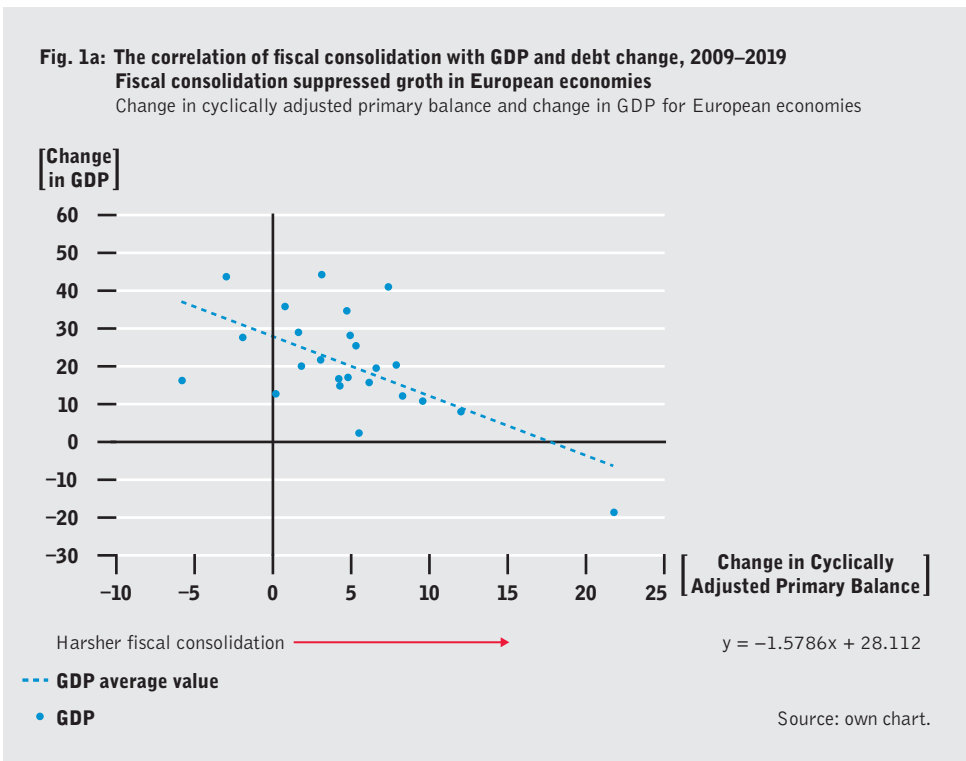 Fig. 1a: The correlation of fiscal consolidation with GDP and debt change, 2009–2019
Fiscal consolidation suppressed groth in European economies
Change in cyclically adjusted primary balance and change in GDP for European economies
[Change
in GDP]
60
50
40
30
20
10
0
–10
–20
–30
–10 –5 0 5 10 15 20 25
[Change in Cyclically
Adjusted Primary Balance]
Harsher fiscal consolidation
y = –1.5786x + 28.112
GDP average value
GDP
Source: own chart.